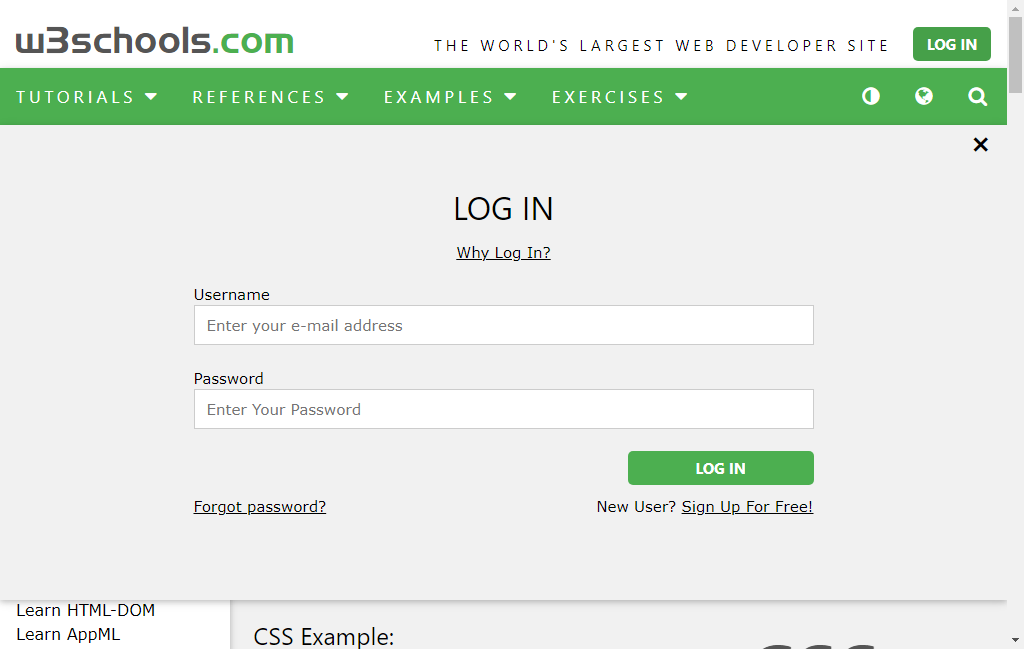 w3schools.com
THE WORLD'S LARGEST WEB DEVELOPER SITE
LOG IN
TUTORIALS REFERENCES EXAMPLES EXERCISES
LOG IN
Why Log In?
Username
Enter your e-mail address
Password
Enter Your Password
LOG IN
Forgot password?
New User? Sign Up For Free!
Learn HTML-DOM
Learn AppML
CSS Example: